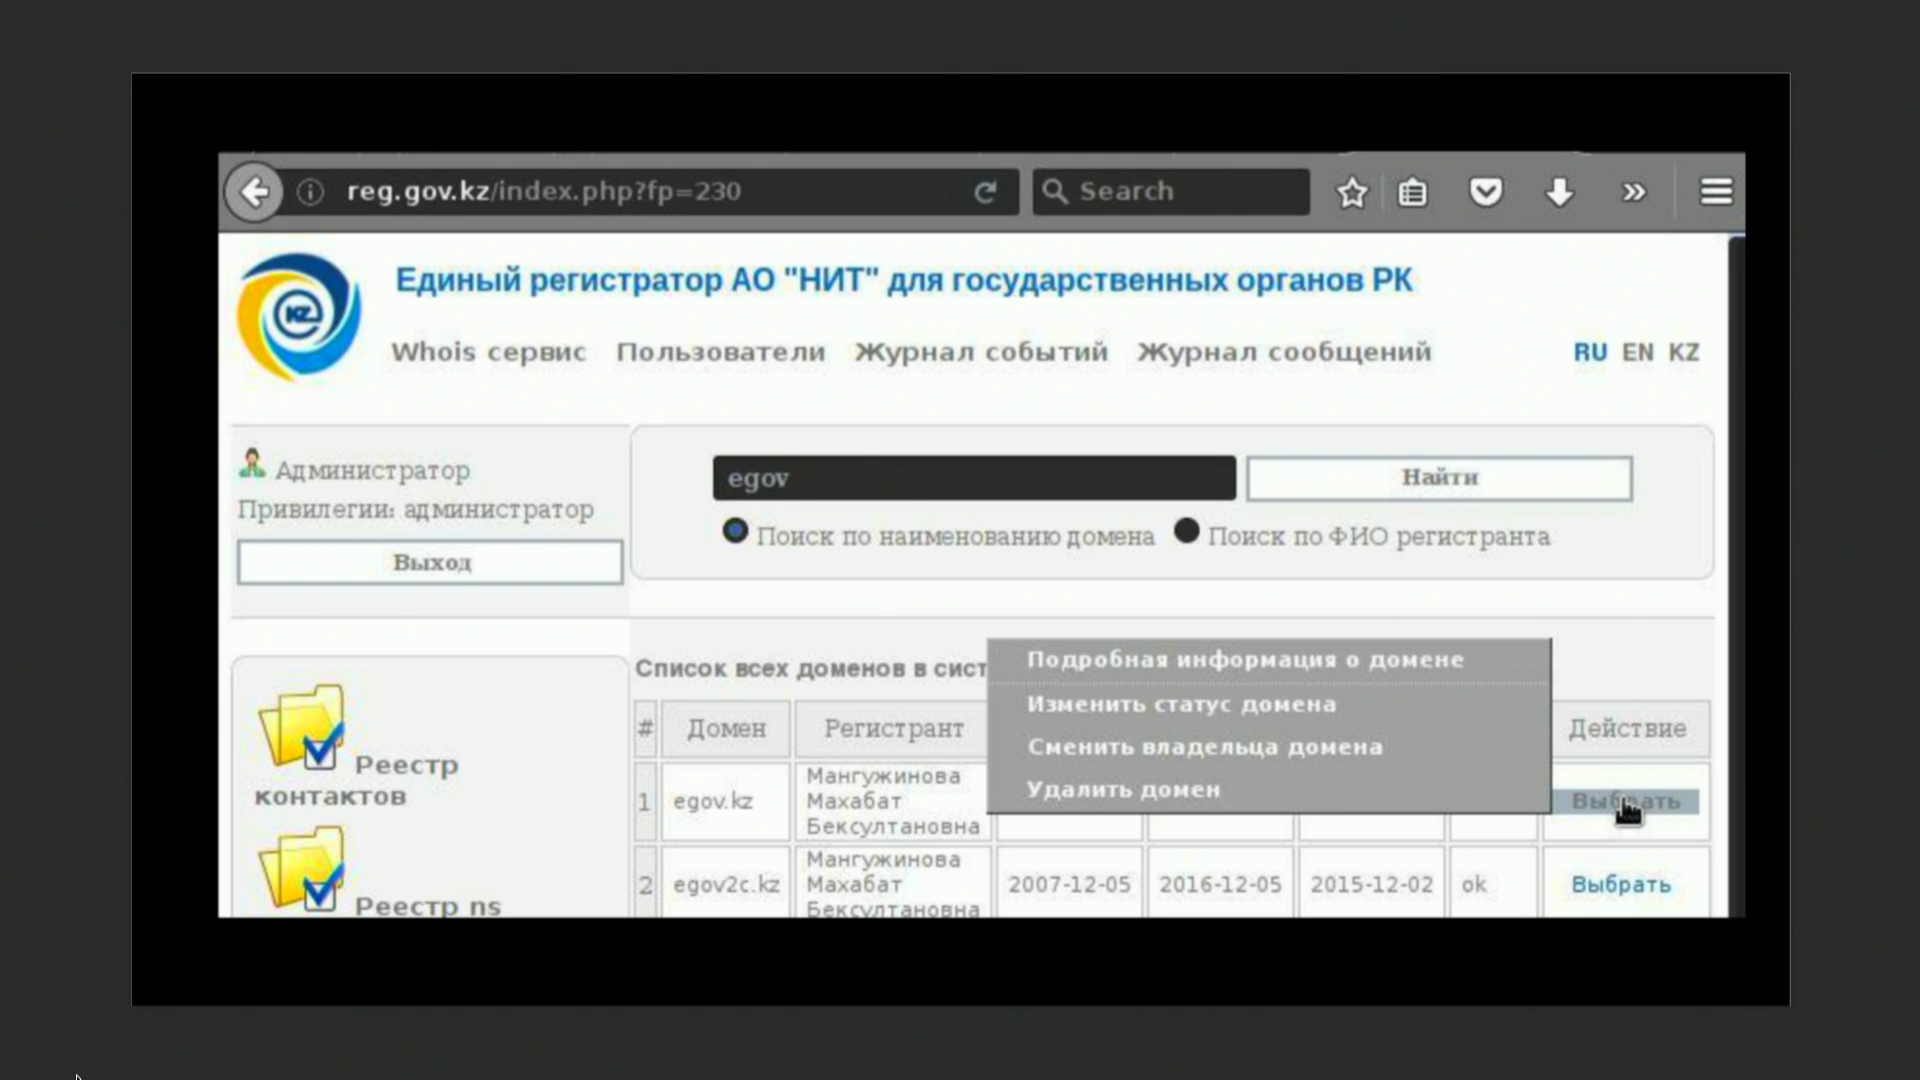 reg.gov.kz/index.php?fp=230
Search
KZ
Единый регистратор АО "НИТ" для государственных органов РК
Whois сервис Пользователи Журнал событий Журнал сообщений
RU EN KZ
Администратор
Привилегии: администратор
Выход
egov
Найти
Поиск по наименованию домена Поиск по ФИО регистранта
Реестр
контактов
Реестр ns
Список всех доменов в сист
Подробная информация о домене
Изменить статус домена
Сменить владельца домена
Удалить домен
# Домен Регистрант Действие
1 egov.kz Мангужинова
Махабат
Бексултановна
Выбрать
2 egov2c.kz Мангужинова
Махабат
Бексултановна
2007-12-05 2016-12-05 2015-12-02 ok Выбрать